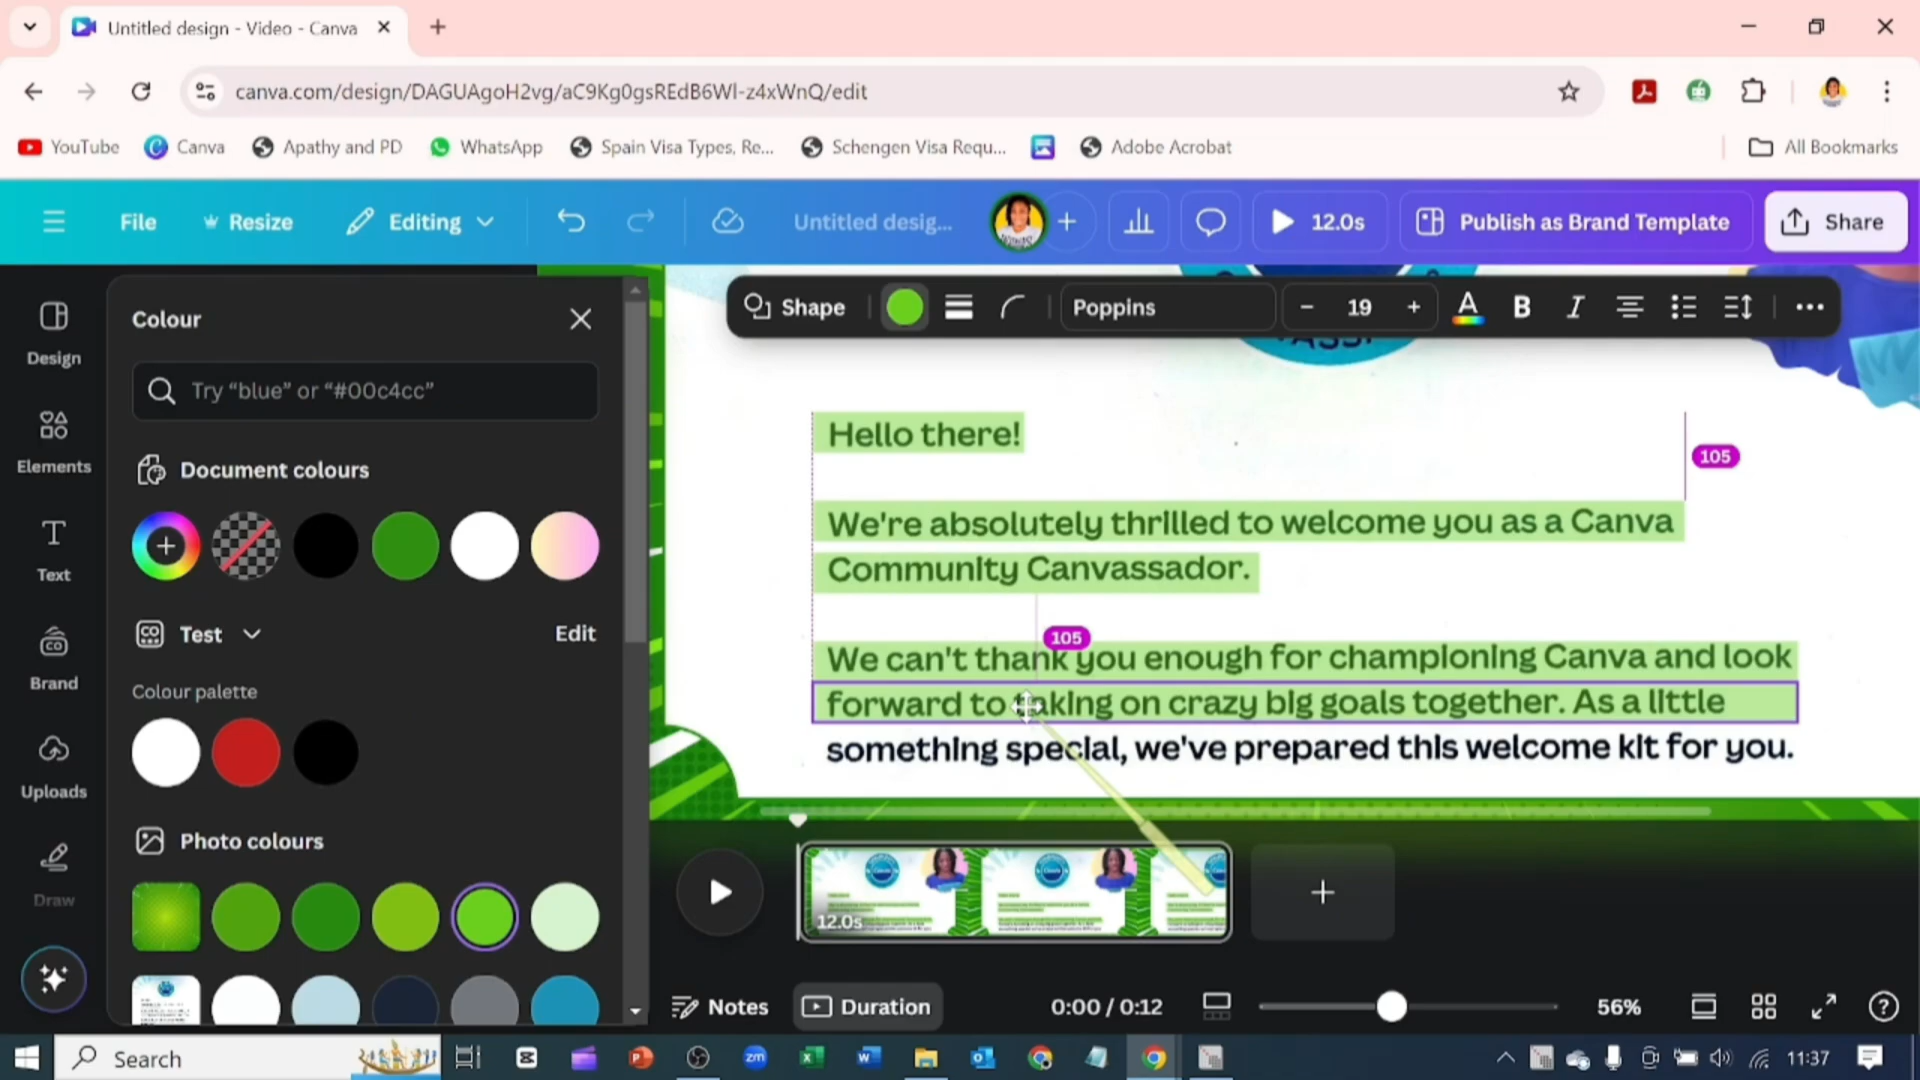 Untitled design - Video - Canva
canva.com/design/DAGUAgoH2vg/aC9Kg0gsREdB6Wl-z4xWnQ/edit
YouTube
Canva
Apathy and PD
WhatsApp
Spain Visa Types, Re...
Schengen Visa Requ...
Adobe Acrobat
All Bookmarks
File
Resize
Editing
Untitled desig...
12.0s
Publish as Brand Template
Share
Design
Elements
Text
Brand
Uploads
Draw
Colour
Try “blue” or “#00c4cc”
Document colours
Test
Edit
Colour palette
Photo colours
Shape
Poppins
19
Hello there!
105
We're absolutely thrilled to welcome you as a Canva
Community Canvassador.
105
We can't thank you enough for championing Canva and look
forward to taking on crazy big goals together. As a little
something special, we've prepared this welcome kit for you.
12.0s
Notes
Duration
0:00 / 0:12
56%
Search
11:37